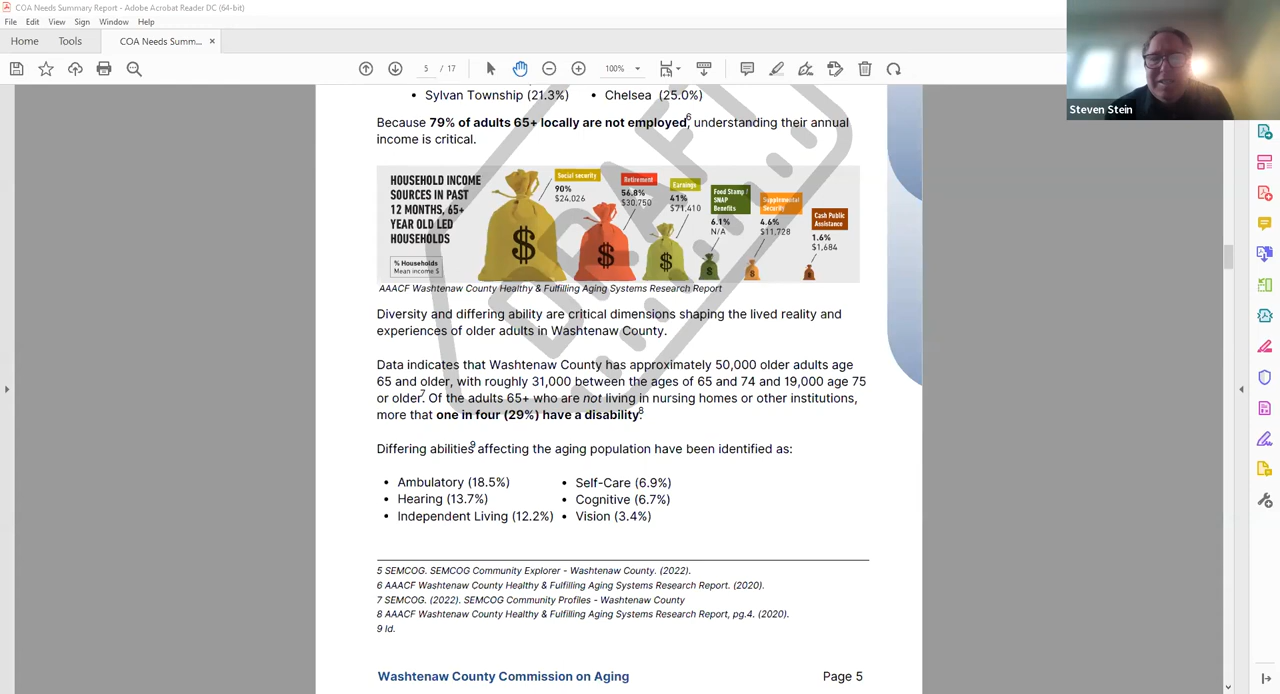 COA Needs Summary Report - Adobe Acrobat Reader DC (64-bit)
File Edit View Sign Window Help
Home Tools COA Needs Summ... ×
5 / 17 100%
Steven Stein
• Sylvan Township (21.3%) • Chelsea (25.0%)
Because 79% of adults 65+ locally are not employed,6 understanding their annual
income is critical.
HOUSEHOLD INCOME
SOURCES IN PAST
12 MONTHS, 65+
YEAR OLD LED
HOUSEHOLDS
% Households
Mean income $
Social security
90%
$24,026
Retirement
56.8%
$30,750
Earnings
41%
$71,410
Food Stamp /
SNAP
Benefits
6.1%
N/A
Supplemental
Security
4.6%
$11,728
Cash Public
Assistance
1.6%
$1,684
$ $ $ $ $ $
AAACF Washtenaw County Healthy & Fulfilling Aging Systems Research Report
Diversity and differing ability are critical dimensions shaping the lived reality and
experiences of older adults in Washtenaw County.
Data indicates that Washtenaw County has approximately 50,000 older adults age
65 and older, with roughly 31,000 between the ages of 65 and 74 and 19,000 age 75
or older.7 Of the adults 65+ who are not living in nursing homes or other institutions,
more that one in four (29%) have a disability.8
Differing abilities9 affecting the aging population have been identified as:
• Ambulatory (18.5%) • Self-Care (6.9%)
• Hearing (13.7%) • Cognitive (6.7%)
• Independent Living (12.2%) • Vision (3.4%)
DRAFT
5 SEMCOG. SEMCOG Community Explorer - Washtenaw County. (2022).
6 AAACF Washtenaw County Healthy & Fulfilling Aging Systems Research Report. (2020).
7 SEMCOG. (2022). SEMCOG Community Profiles - Washtenaw County
8 AAACF Washtenaw County Healthy & Fulfilling Aging Systems Research Report, pg.4. (2020).
9 Id.
Washtenaw County Commission on Aging Page 5